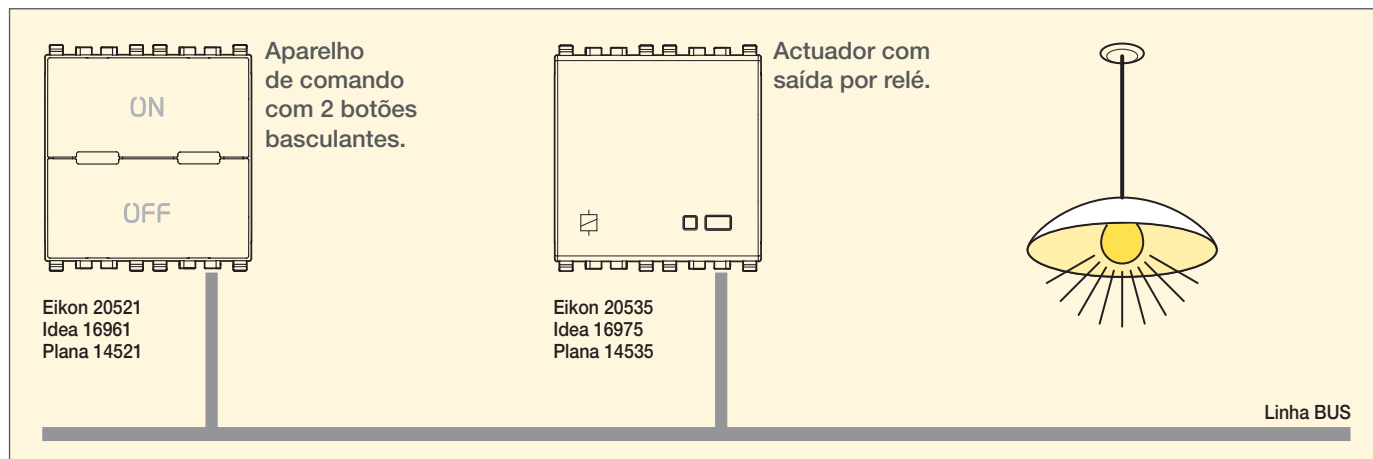 Aparelho
de comando
com 2 botões
basculantes.
ON
OFF
Eikon 20521
Idea 16961
Plana 14521
Actuador com
saída por relé.
Eikon 20535
Idea 16975
Plana 14535
Linha BUS